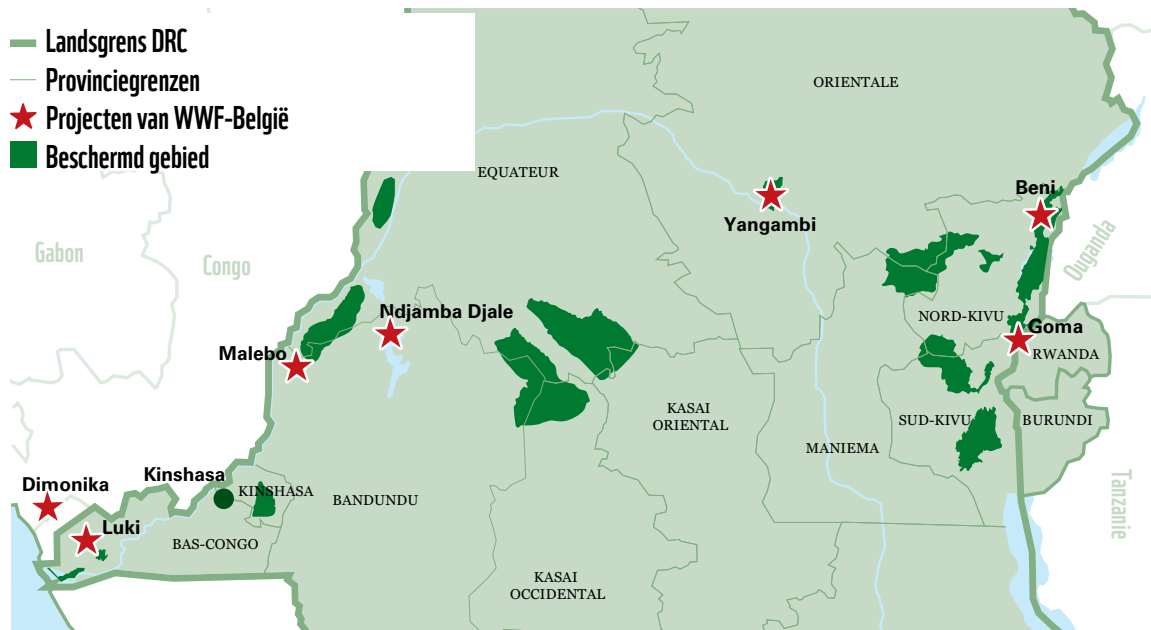 Landsgrens DRC
Provinciegrenzen
Projecten van WWF-België
Beschermd gebied
ORIENTALE
EQUATEUR
Beni
Yangambi
Ouganda
Gabon
Congo
Ndjamba Djale
NORD-KIVU
Goma
Malebo
RWANDA
KASAI
ORIENTAL
SUD-KIVU
BURUNDI
MANIEMA
Kinshasa
Dimonika
KINSHASA
BANDUNDU
Tanzanie
Luki
BAS-CONGO
KASAI
OCCIDENTAL